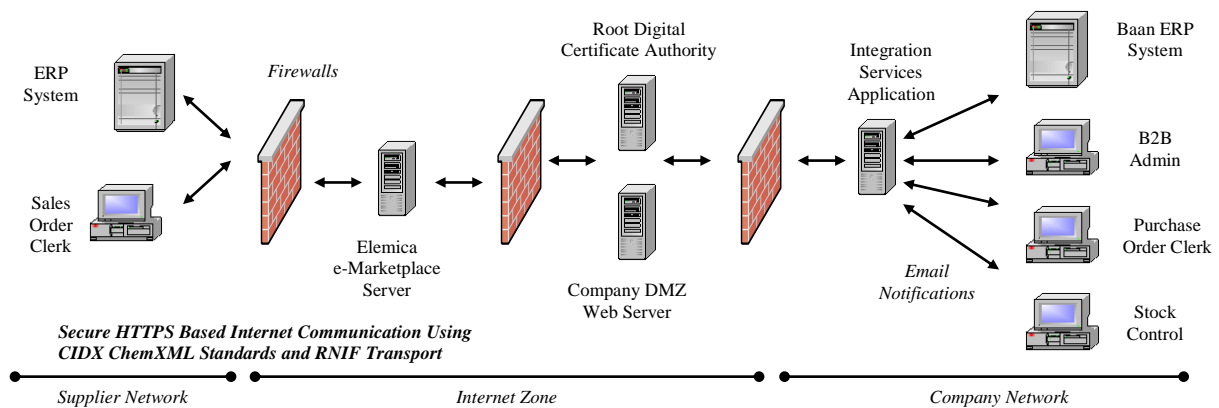 ERP
System
Sales
Order
Clerk
Firewalls
Elemica
e-Marketplace
Server
Root Digital
Certificate Authority
Company DMZ
Web Server
Integration
Services
Application
Baan ERP
System
B2B
Admin
Purchase
Order Clerk
Email
Notifications
Stock
Control
Secure HTTPS Based Internet Communication Using
CIDX ChemXML Standards and RNIF Transport
Supplier Network
Internet Zone
Company Network